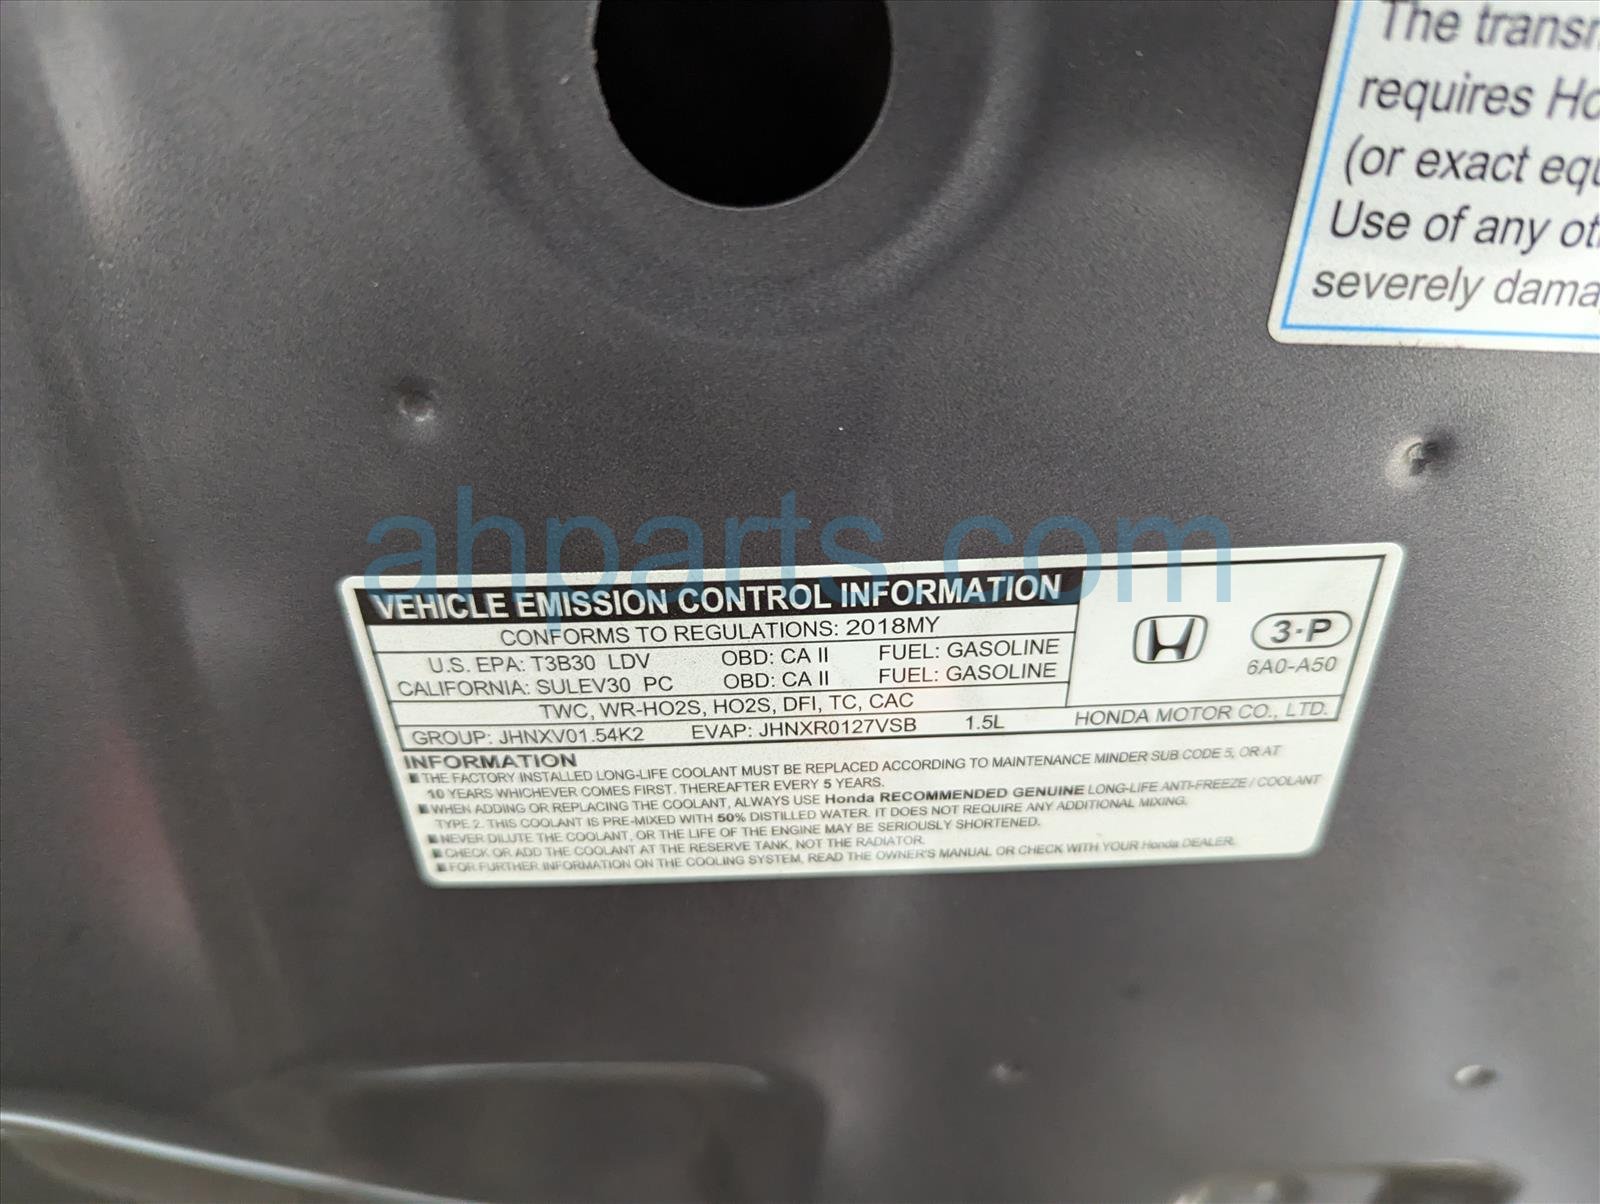 The trans
requires Ho
(or exact equ
Use of any ot
severely dama
ahparts.com
VEHICLE EMISSION CONTROL INFORMATION
CONFORMS TO REGULATIONS: 2018MY
U.S. EPA: T3B30 LDV OBD: CA II FUEL: GASOLINE
CALIFORNIA: SULEV30 PC OBD: CA II FUEL: GASOLINE
TWC, WR-HO2S, HO2S, DFI, TC, CAC
GROUP: JHNXV01.54K2 EVAP: JHNXR0127VSB 1.5L
3-P
6A0-A50
HONDA MOTOR CO., LTD.
INFORMATION
THE FACTORY INSTALLED LONG-LIFE COOLANT MUST BE REPLACED ACCORDING TO MAINTENANCE MINDER SUB CODE 5, OR AT
10 YEARS WHICHEVER COMES FIRST. THEREAFTER EVERY 5 YEARS.
WHEN ADDING OR REPLACING THE COOLANT, ALWAYS USE Honda RECOMMENDED GENUINE LONG-LIFE ANTI-FREEZE / COOLANT
TYPE 2. THIS COOLANT IS PRE-MIXED WITH 50% DISTILLED WATER. IT DOES NOT REQUIRE ANY ADDITIONAL MIXING.
NEVER DILUTE THE COOLANT, OR THE LIFE OF THE ENGINE MAY BE SERIOUSLY SHORTENED.
CHECK OR ADD THE COOLANT AT THE RESERVE TANK, NOT THE RADIATOR.
FOR FURTHER INFORMATION ON THE COOLING SYSTEM, READ THE OWNER'S MANUAL OR CHECK WITH YOUR Honda DEALER.